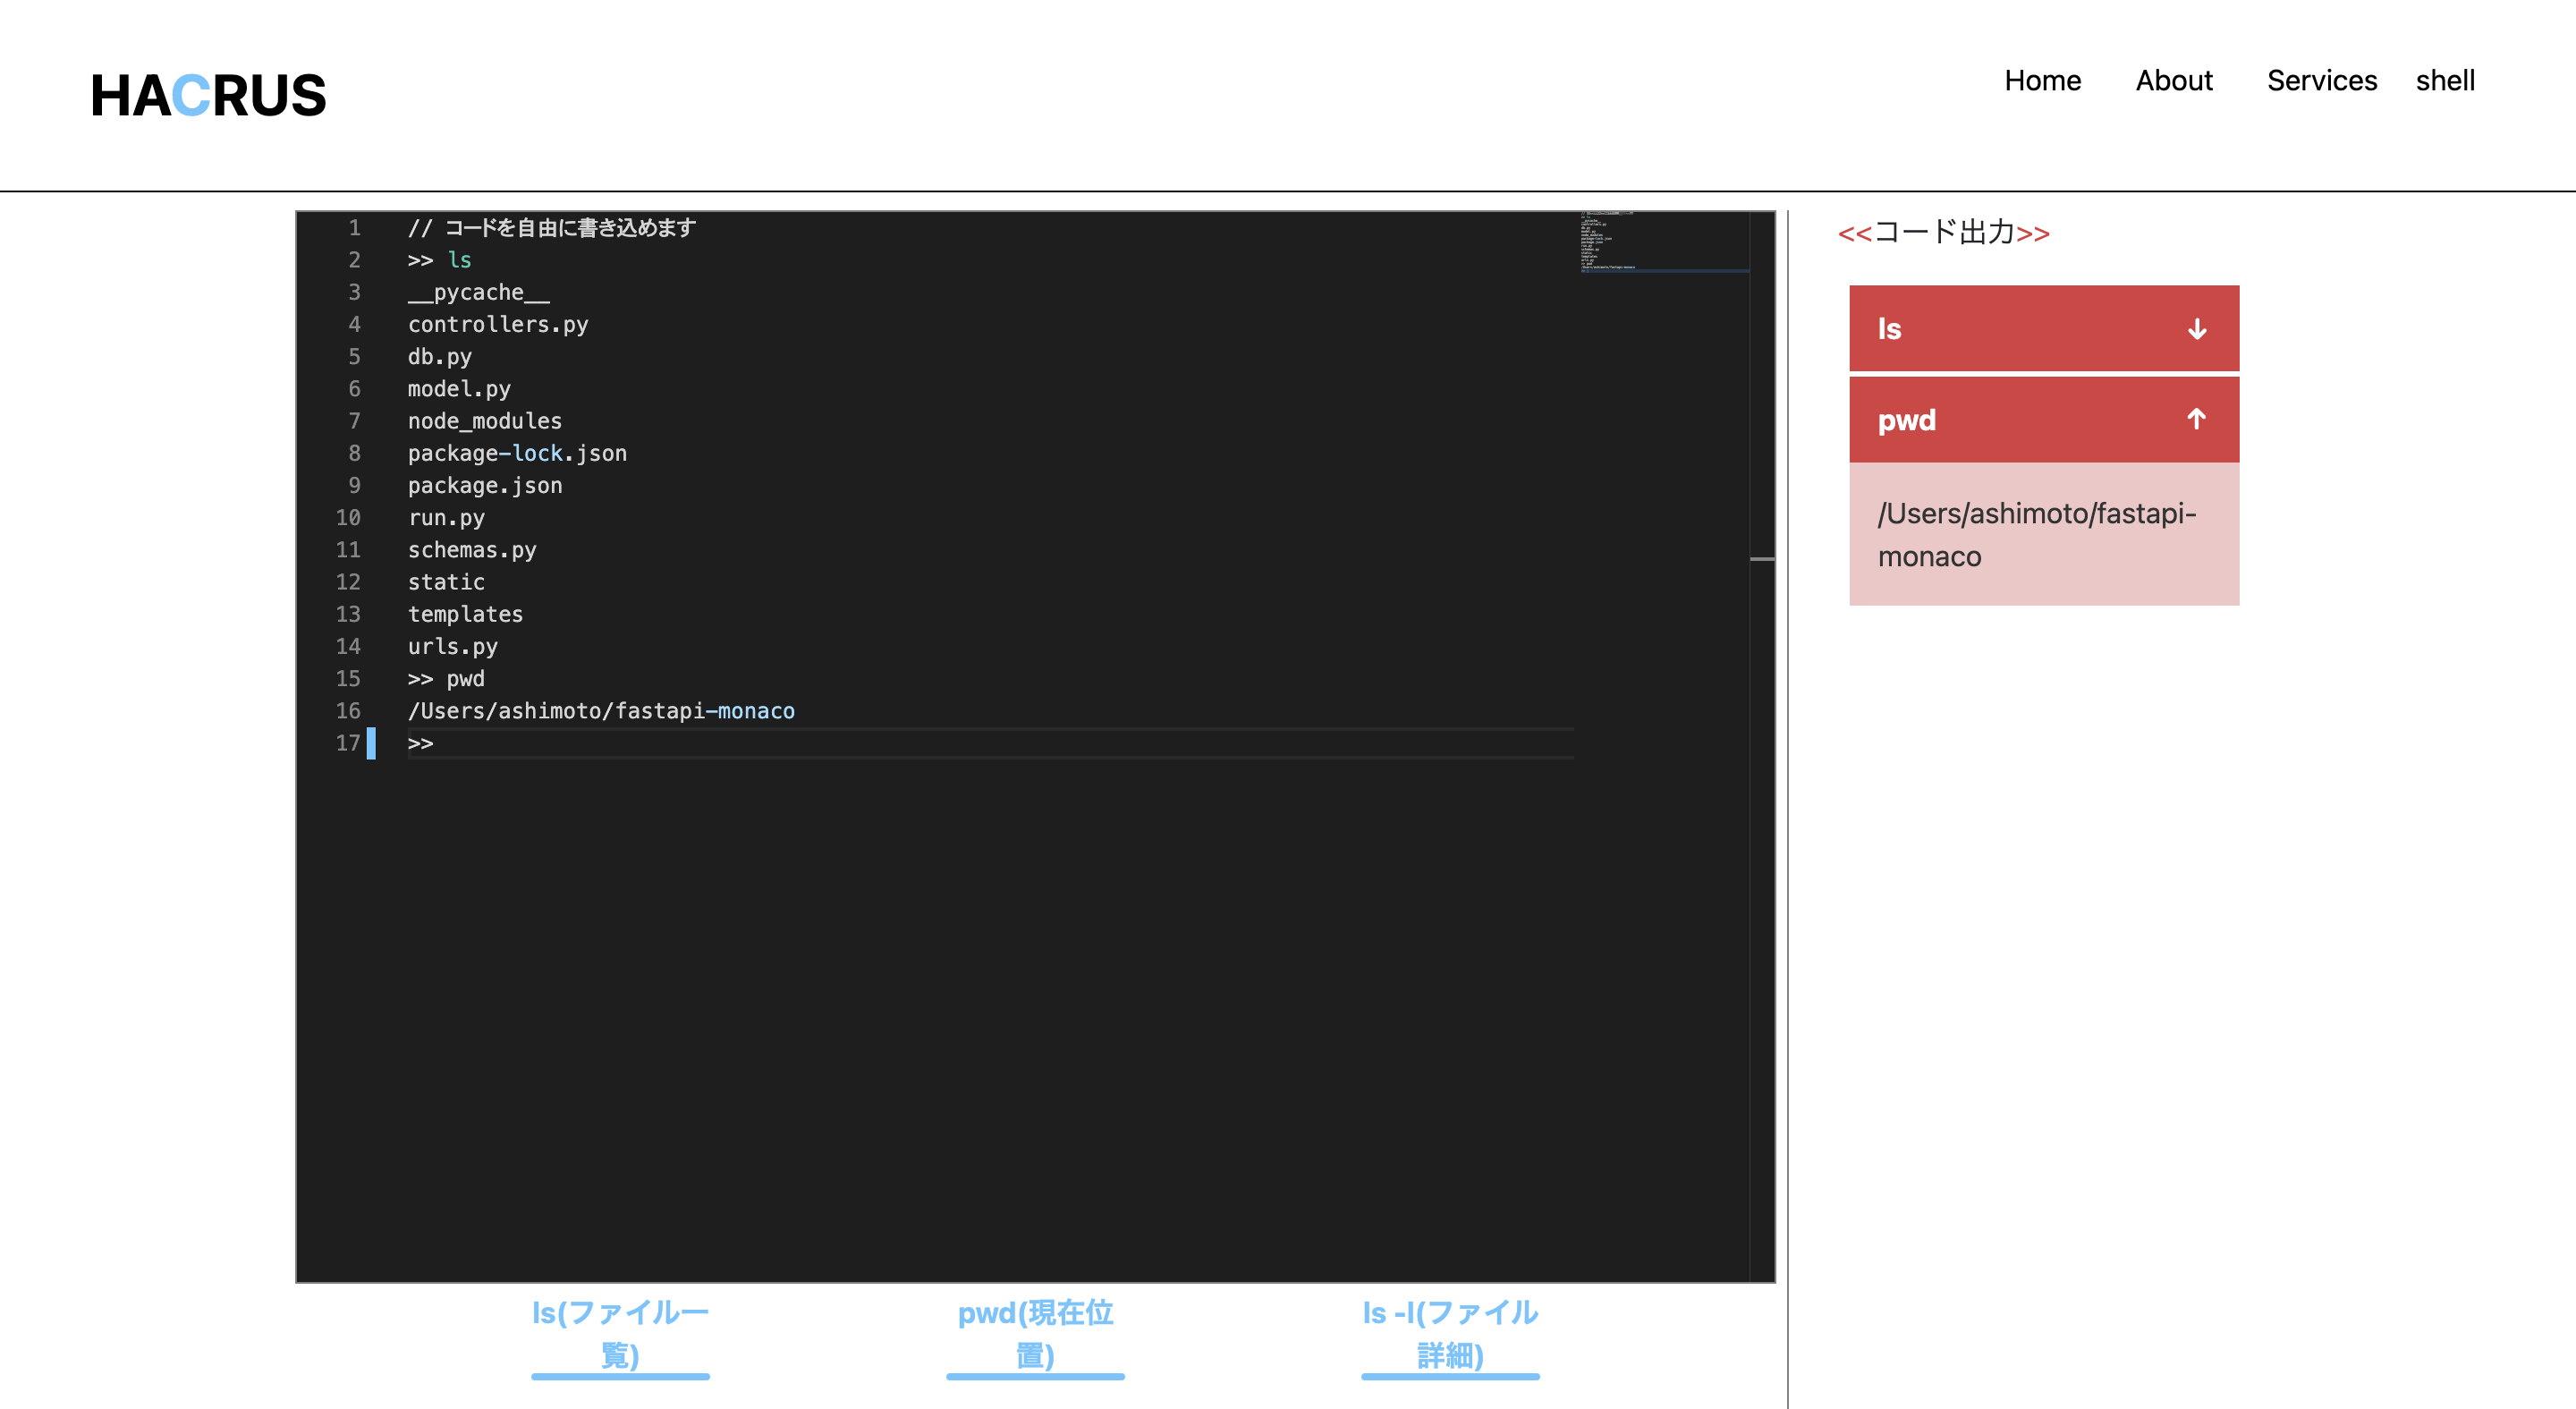 HACRUS
Home About Services shell
1 // コードを自由に書き込めます
2 >> ls
3 __pycache__
4 controllers.py
5 db.py
6 model.py
7 node_modules
8 package-lock.json
9 package.json
10 run.py
11 schemas.py
12 static
13 templates
14 urls.py
15 >> pwd
16 /Users/ashimoto/fastapi-monaco
17 >>
<<コード出力>>
ls ↓
pwd ↑
/Users/ashimoto/fastapi-
monaco
ls(ファイル一
覧)
pwd(現在位
置)
ls -l(ファイル
詳細)